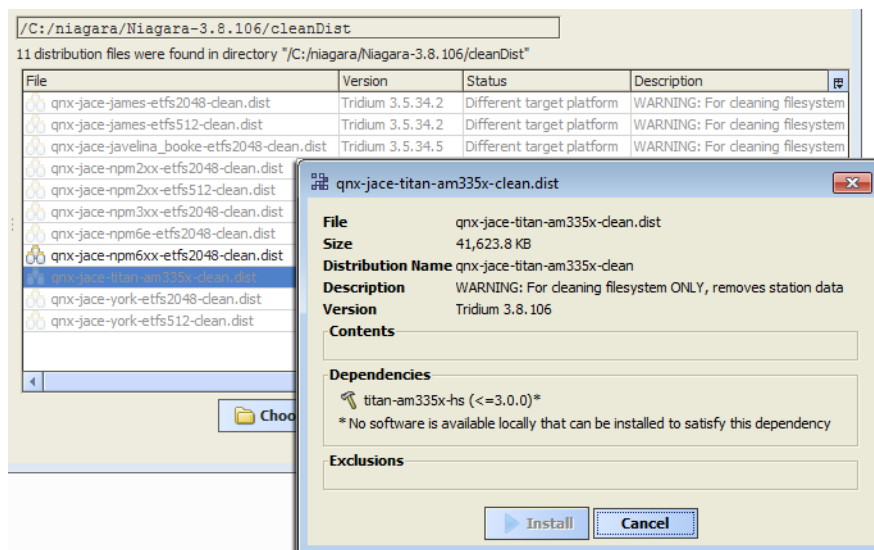 /C:/niagara/Niagara-3.8.106/cleanDist
11 distribution files were found in directory "/C:/niagara/Niagara-3.8.106/cleanDist"
File Version Status Description
qnx-jace-james-etfs2048-clean.dist Tridium 3.5.34.2 Different target platform WARNING: For cleaning filesystem
qnx-jace-james-etfs512-clean.dist Tridium 3.5.34.2 Different target platform WARNING: For cleaning filesystem
qnx-jace-javelina_booke-etfs2048-clean.dist Tridium 3.5.34.5 Different target platform WARNING: For cleaning filesystem
qnx-jace-npm2xx-etfs2048-clean.dist
qnx-jace-npm2xx-etfs512-clean.dist
qnx-jace-npm3xx-etfs2048-clean.dist
qnx-jace-npm6e-etfs2048-clean.dist
qnx-jace-npm6xx-etfs2048-clean.dist
qnx-jace-titan-am335x-clean.dist
qnx-jace-york-etfs2048-clean.dist
qnx-jace-york-etfs512-clean.dist
Choo
qnx-jace-titan-am335x-clean.dist
File qnx-jace-titan-am335x-clean.dist
Size 41,623.8 KB
Distribution Name qnx-jace-titan-am335x-clean
Description WARNING: For cleaning filesystem ONLY, removes station data
Version Tridium 3.8.106
Contents
Dependencies
titan-am335x-hs (<=3.0.0)*
* No software is available locally that can be installed to satisfy this dependency
Exclusions
Install Cancel